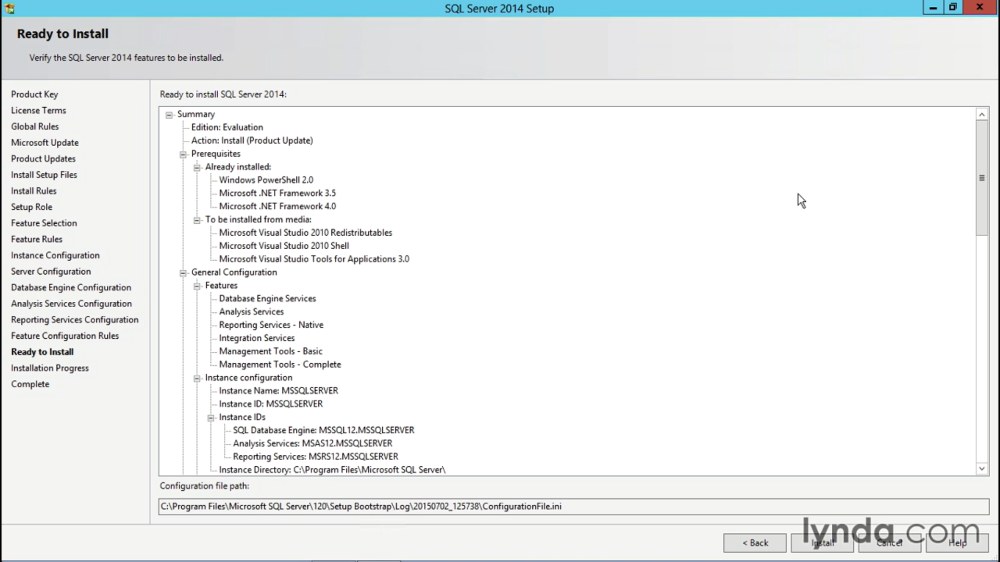 SQL Server 2014 Setup
Ready to Install
Verify the SQL Server 2014 features to be installed.
Product Key
License Terms
Global Rules
Microsoft Update
Product Updates
Install Setup Files
Install Rules
Setup Role
Feature Selection
Feature Rules
Instance Configuration
Server Configuration
Database Engine Configuration
Analysis Services Configuration
Reporting Services Configuration
Feature Configuration Rules
Ready to Install
Installation Progress
Complete
Ready to install SQL Server 2014:
Summary
Edition: Evaluation
Action: Install (Product Update)
Prerequisites
Already installed:
Windows PowerShell 2.0
Microsoft .NET Framework 3.5
Microsoft .NET Framework 4.0
To be installed from media:
Microsoft Visual Studio 2010 Redistributables
Microsoft Visual Studio 2010 Shell
Microsoft Visual Studio Tools for Applications 3.0
General Configuration
Features
Database Engine Services
Analysis Services
Reporting Services - Native
Integration Services
Management Tools - Basic
Management Tools - Complete
Instance configuration
Instance Name: MSSQLSERVER
Instance ID: MSSQLSERVER
Instance IDs
SQL Database Engine: MSSQL12.MSSQLSERVER
Analysis Services: MSAS12.MSSQLSERVER
Reporting Services: MSRS12.MSSQLSERVER
Instance Directory: C:\Program Files\Microsoft SQL Server\
Configuration file path:
C:\Program Files\Microsoft SQL Server\120\Setup Bootstrap\Log\20150702_125738\ConfigurationFile.ini
< Back
Install
Cancel
Help
lynda.com